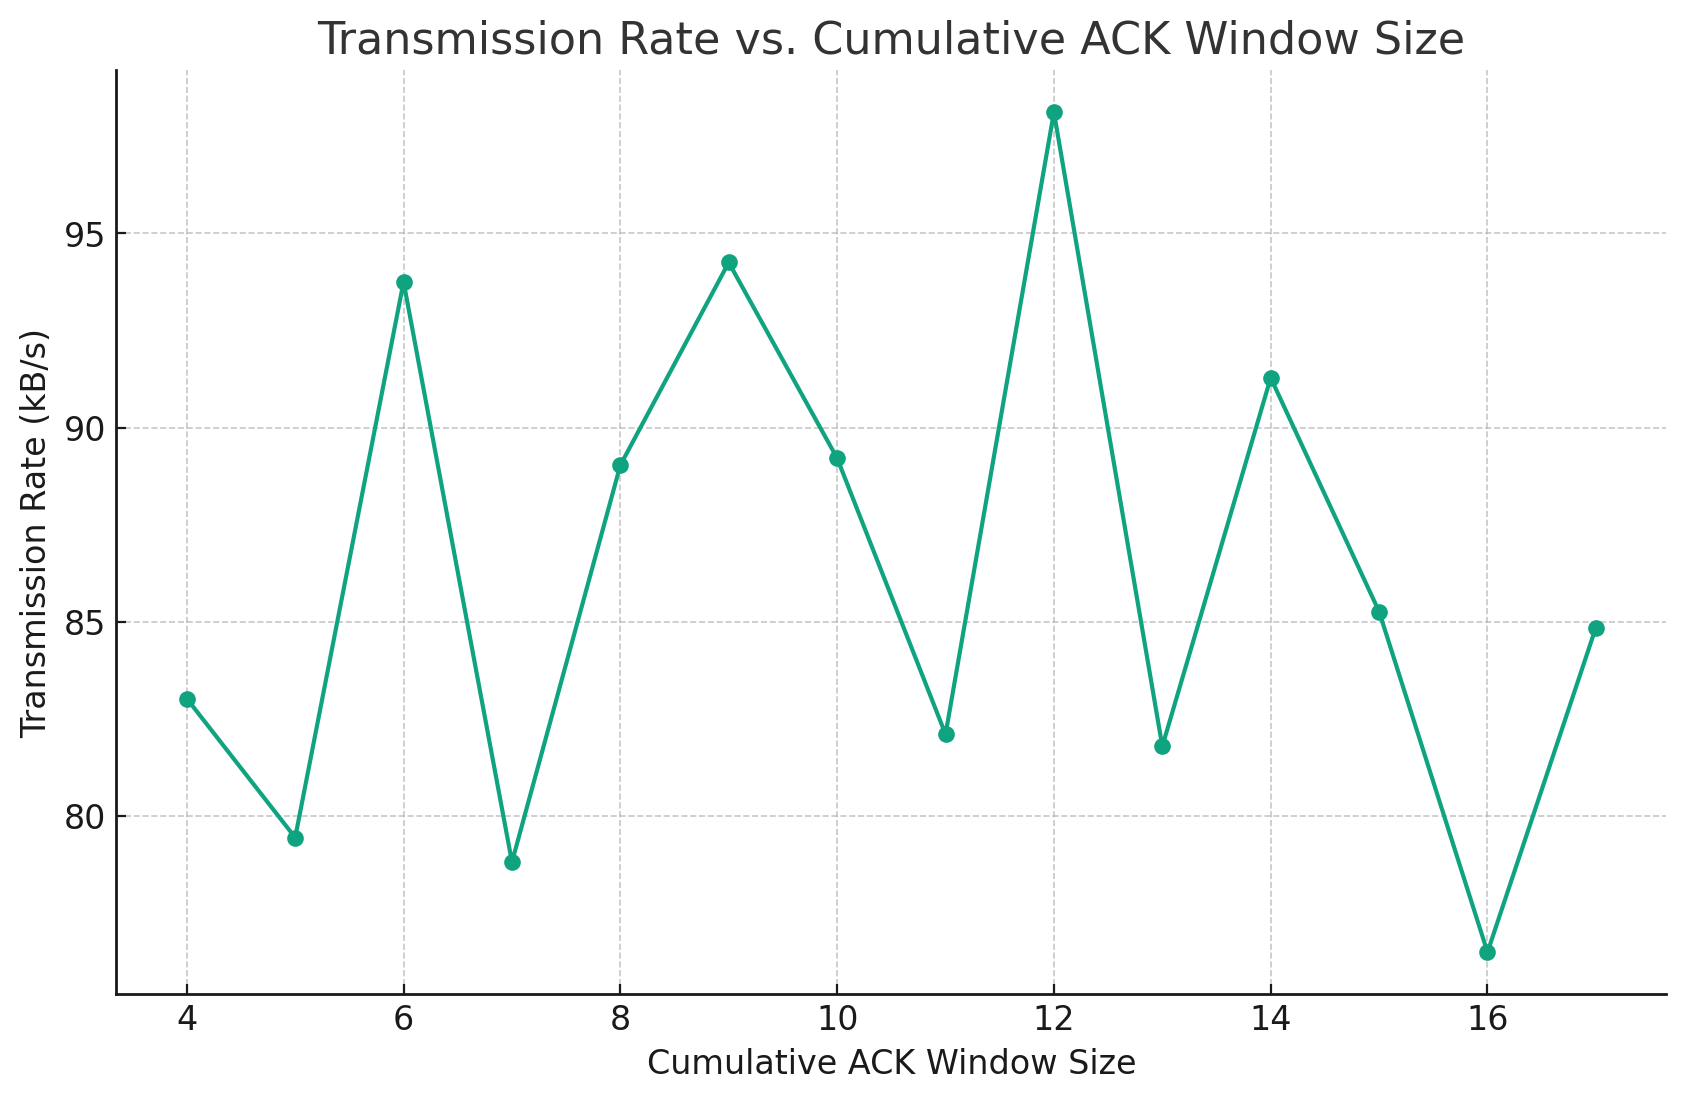 Transmission Rate vs. Cumulative ACK Window Size
Transmission Rate (kB/s)
95
90
85
80
4 6 8 10 12 14 16
Cumulative ACK Window Size